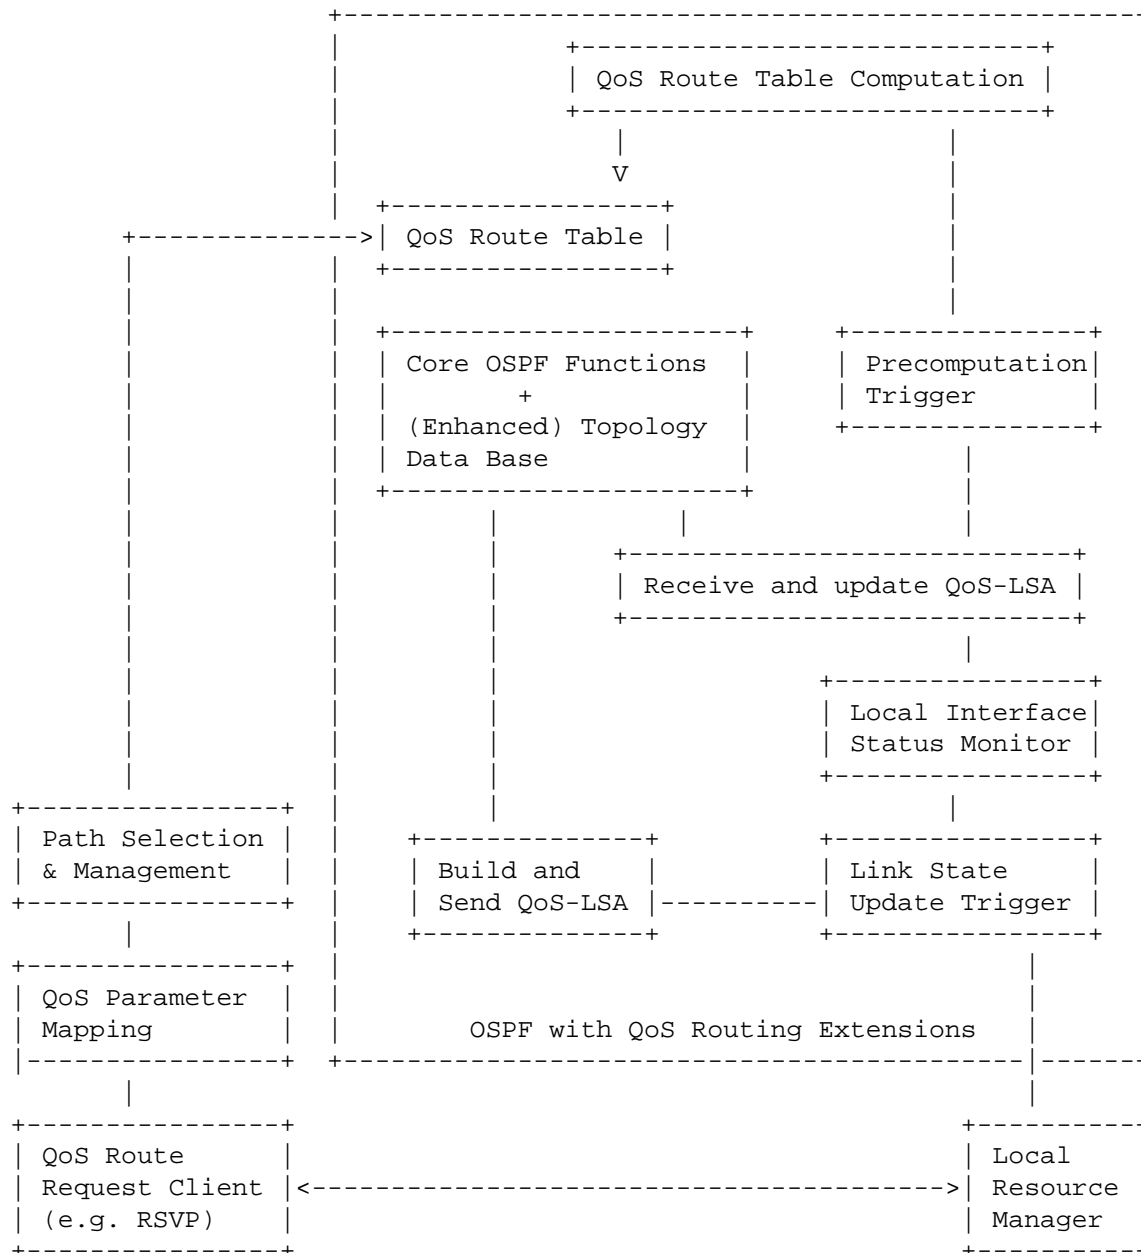 QoS Route Table Computation
V
QoS Route Table
Core OSPF Functions
+
(Enhanced) Topology
Data Base
Precomputation
Trigger
Receive and update QoS-LSA
Local Interface
Status Monitor
Path Selection
& Management
Build and
Send QoS-LSA
Link State
Update Trigger
QoS Parameter
Mapping
OSPF with QoS Routing Extensions
QoS Route
Request Client
(e.g. RSVP)
Local
Resource
Manager